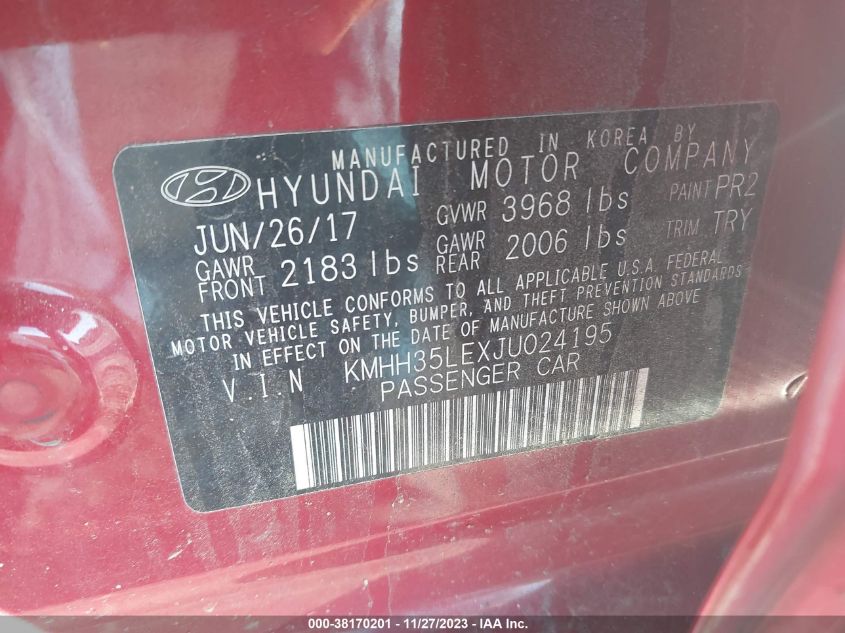 MANUFACTURED IN KOREA BY
HYUNDAI MOTOR COMPANY
JUN/26/17 GVWR 3968 lbs PAINT PR2
GAWR FRONT 2183 lbs GAWR REAR 2006 lbs TRIM TRY
THIS VEHICLE CONFORMS TO ALL APPLICABLE U.S.A. FEDERAL
MOTOR VEHICLE SAFETY, BUMPER, AND THEFT PREVENTION STANDARDS
IN EFFECT ON THE DATE OF MANUFACTURE SHOWN ABOVE
V.I.N KMHH35LEXJU024195
PASSENGER CAR
000-38170201 - 11/27/2023 - IAAI.com